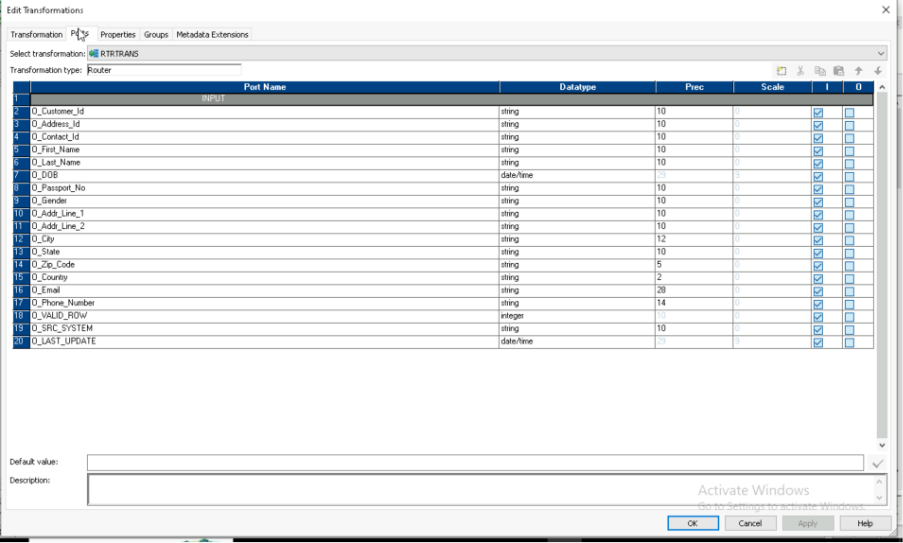 Edit Transformations
Transformation Ports Properties Groups Metadata Extensions
Select transformation: RTRTRANS
Transformation type: Router
Port Name Datatype Prec Scale I O
1 INPUT
2 O_Customer_Id string 10 0
3 O_Address_Id string 10 0
4 O_Contact_Id string 10 0
5 O_First_Name string 10 0
6 O_Last_Name string 10 0
7 O_DOB date/time 29 9
8 O_Passport_No string 10 0
9 O_Gender string 10 0
10 O_Addr_Line_1 string 10 0
11 O_Addr_Line_2 string 10 0
12 O_City string 12 0
13 O_State string 10 0
14 O_Zip_Code string 5 0
15 O_Country string 2 0
16 O_Email string 28 0
17 O_Phone_Number string 14 0
18 O_VALID_ROW integer 10 0
19 O_SRC_SYSTEM string 10 0
20 O_LAST_UPDATE date/time 29 9
Default value:
Description:
Activate Windows
Go to Settings to activate Windows.
OK Cancel Apply Help